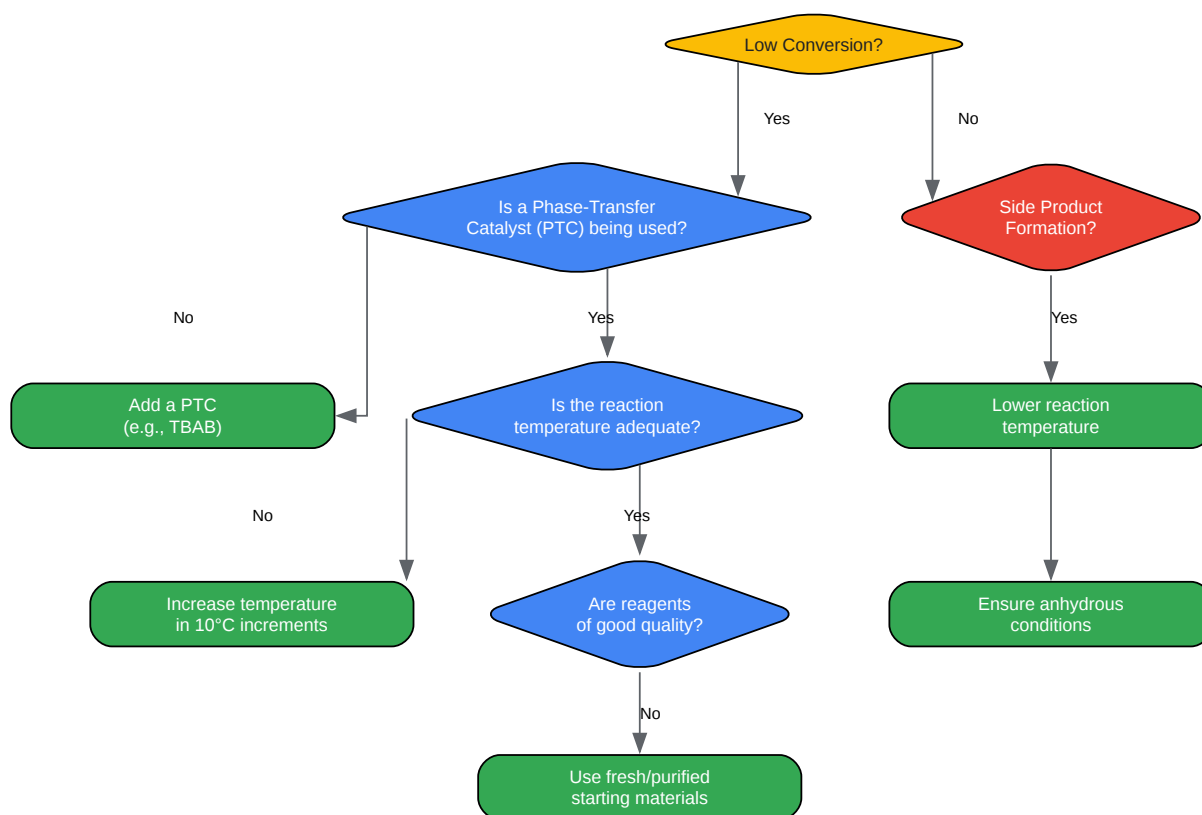 Low Conversion?
Yes
No
Is a Phase-Transfer
Catalyst (PTC) being used?
Side Product
Formation?
No
Yes
Yes
Add a PTC
(e.g., TBAB)
Is the reaction
temperature adequate?
Lower reaction
temperature
No
Yes
Increase temperature
in 10°C increments
Are reagents
of good quality?
Ensure anhydrous
conditions
No
Use fresh/purified
starting materials